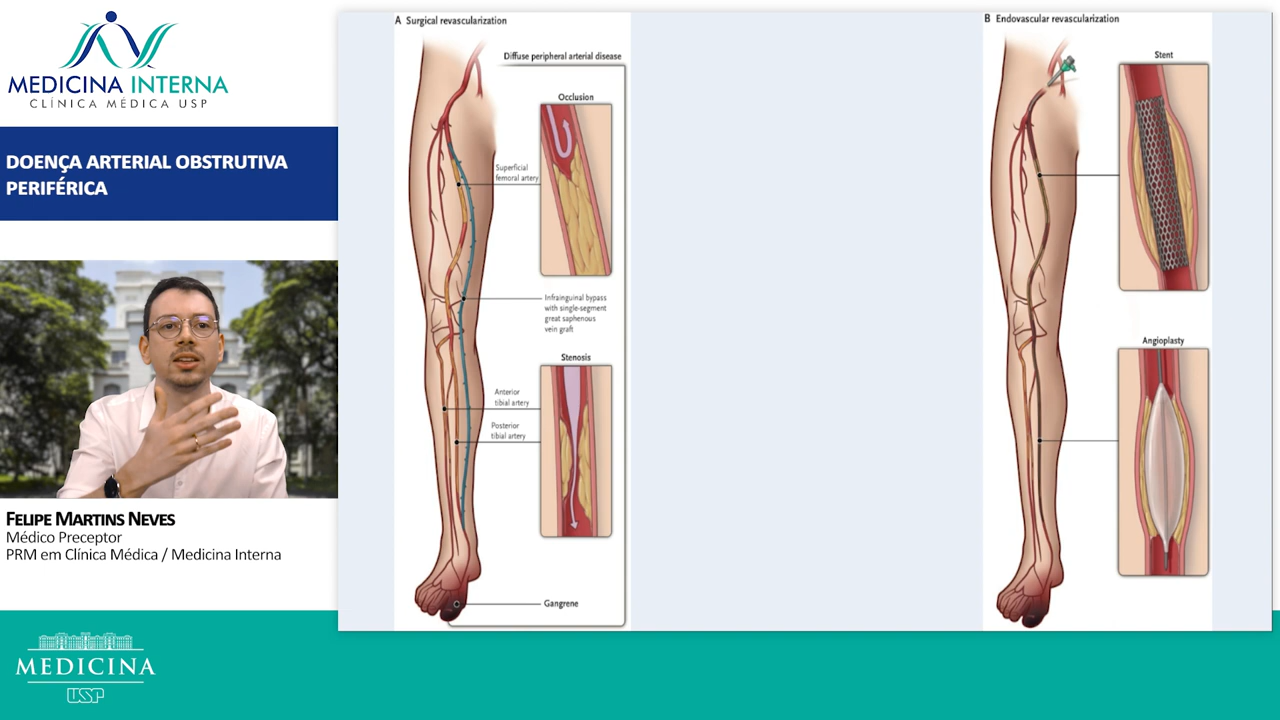 MEDICINA INTERNA
CLÍNICA MÉDICA USP
DOENÇA ARTERIAL OBSTRUTIVA
PERIFÉRICA
FELIPE MARTINS NEVES
Médico Preceptor
PRM em Clínica Médica / Medicina Interna
MEDICINA
USP
A Surgical revascularization
Diffuse peripheral arterial disease
Occlusion
Superficial
femoral artery
Infrainguinal bypass
with single-segment
great saphenous
vein graft
Stenosis
Anterior
tibial artery
Posterior
tibial artery
Gangrene
B Endovascular revascularization
Stent
Angioplasty